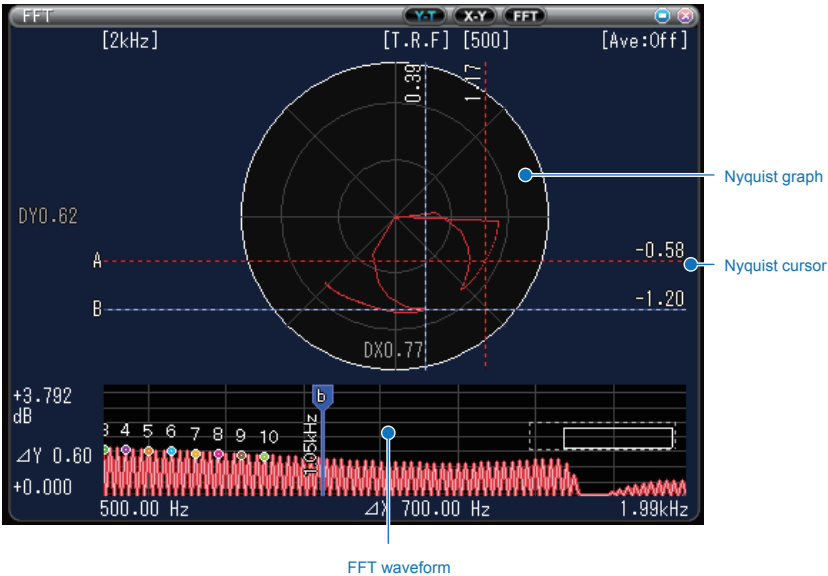 FFT Y-T X-Y FFT
[2kHz] [T.R.F] [500] [Ave:Off]
0.39
1.17
Nyquist graph
DY0.62
A -0.58
Nyquist cursor
B -1.20
DX0.77
+3.792
dB
b
3 4 5 6 7 8 9 10
1.05kHz
⊿Y 0.60
+0.000
500.00 Hz ⊿X 700.00 Hz 1.99kHz
FFT waveform